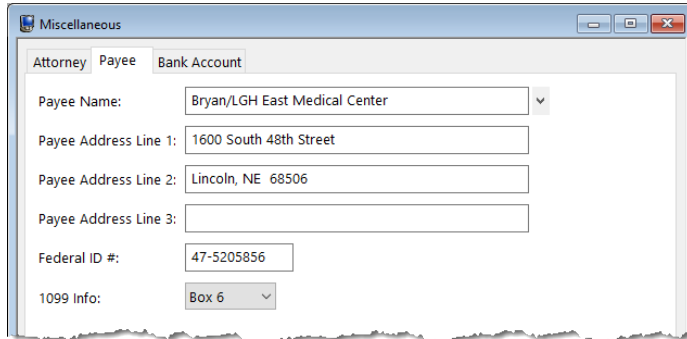 Miscellaneous
Attorney Payee Bank Account
Payee Name: Bryan/LGH East Medical Center
Payee Address Line 1: 1600 South 48th Street
Payee Address Line 2: Lincoln, NE  68506
Payee Address Line 3:
Federal ID #: 47-5205856
1099 Info: Box 6